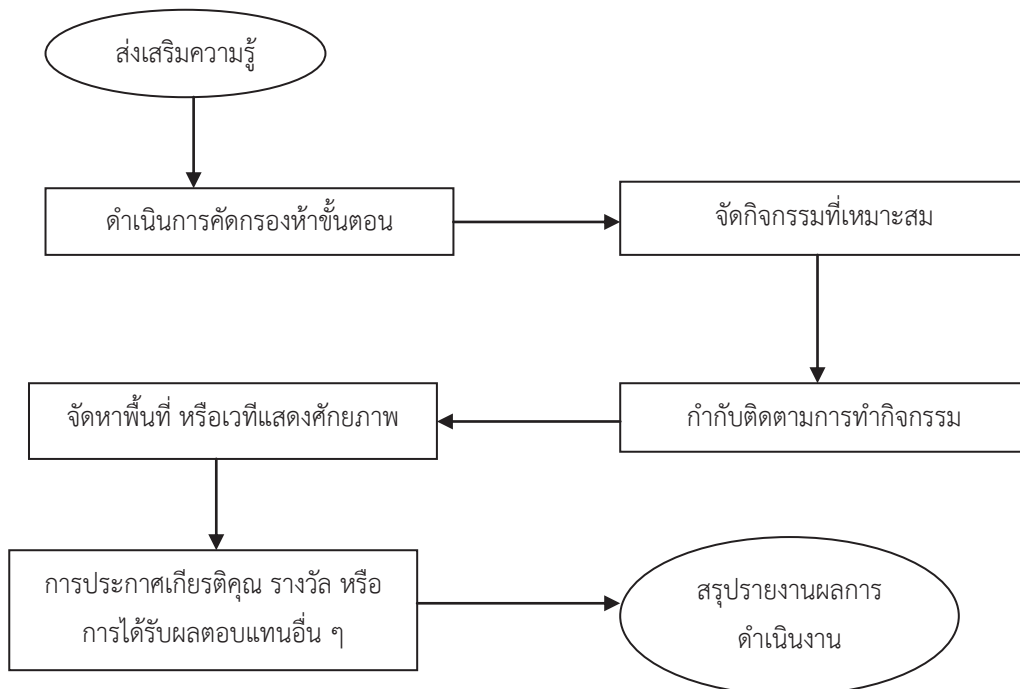 ส่งเสริมความรู้
ดำเนินการคัดกรองห้าขั้นตอน
จัดกิจกรรมที่เหมาะสม
กำกับติดตามการทำกิจกรรม
จัดหาพื้นที่ หรือเวทีแสดงศักยภาพ
การประกาศเกียรติคุณ รางวัล หรือ
การได้รับผลตอบแทนอื่น ๆ
สรุปรายงานผลการ
ดำเนินงาน